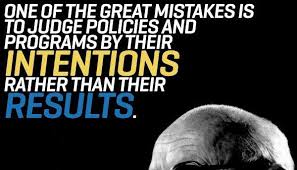 ONE OF THE GREAT MISTAKES IS
TO JUDGE POLICIES AND
PROGRAMS BY THEIR
INTENTIONS
RATHER THAN THEIR
RESULTS.